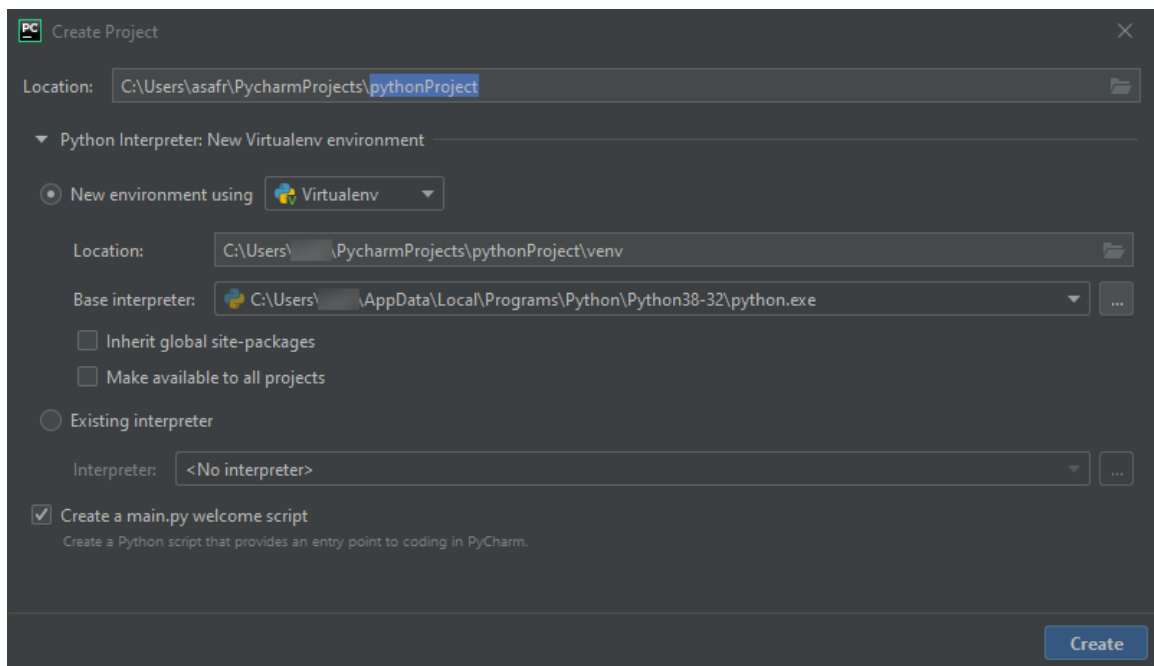 PC Create Project
Location: C:\Users\asafr\PycharmProjects\pythonProject
Python Interpreter: New Virtualenv environment
New environment using Virtualenv
Location: C:\Users\ \PycharmProjects\pythonProject\venv
Base interpreter: C:\Users\ \AppData\Local\Programs\Python\Python38-32\python.exe ...
Inherit global site-packages
Make available to all projects
Existing interpreter
Interpreter: <No interpreter> ...
Create a main.py welcome script
Create a Python script that provides an entry point to coding in PyCharm.
Create